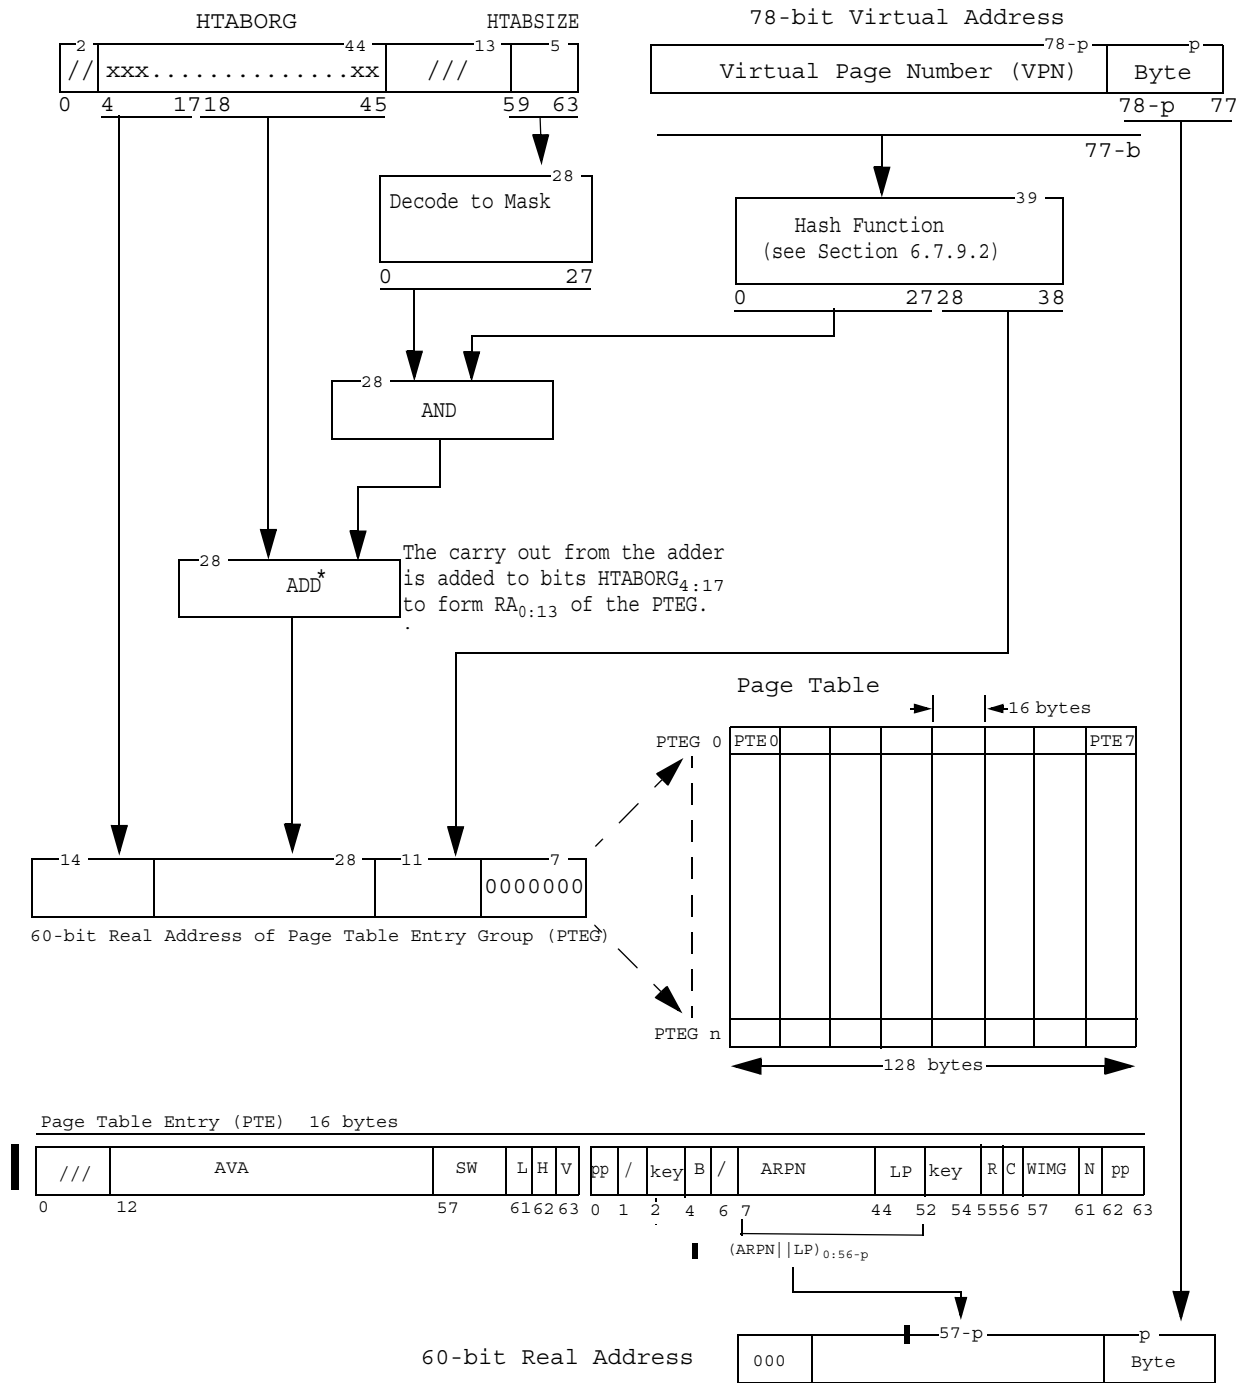 HTABORG HTABSIZE 78-bit Virtual Address
2 44 13 5 78-p p
// xxx..............xx /// Virtual Page Number (VPN) Byte
0 4 17 18 45 59 63 78-p 77
77-b
28
Decode to Mask
0 27
39
Hash Function
(see Section 6.7.9.2)
0 27 28 38
28
AND
28
ADD*
The carry out from the adder
is added to bits HTABORG4:17
to form RA0:13 of the PTEG.
.
Page Table
16 bytes
PTEG 0 PTE0 PTE7
PTEG n
128 bytes
14 28 11 7
0000000
60-bit Real Address of Page Table Entry Group (PTEG)
Page Table Entry (PTE) 16 bytes
/// AVA SW L H V pp / key B / ARPN LP key R C WIMG N pp
0 12 57 61 62 63 0 1 2 4 6 7 44 52 54 55 56 57 61 62 63
(ARPN||LP)0:56-p
57-p p
60-bit Real Address 000 Byte